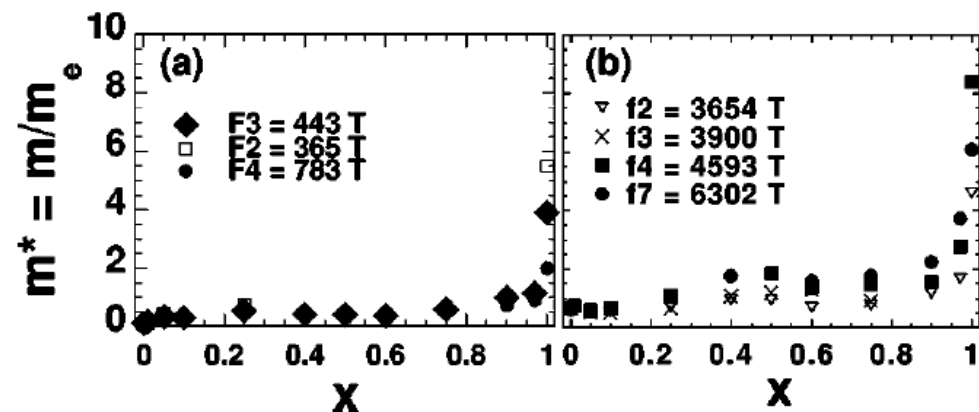 10
8
6
4
2
0
m* = m/m e
(a)
F3 = 443 T
F2 = 365 T
F4 = 783 T
0 0.2 0.4 0.6 0.8 1
X
(b)
f2 = 3654 T
f3 = 3900 T
f4 = 4593 T
f7 = 6302 T
0 0.2 0.4 0.6 0.8 1
X